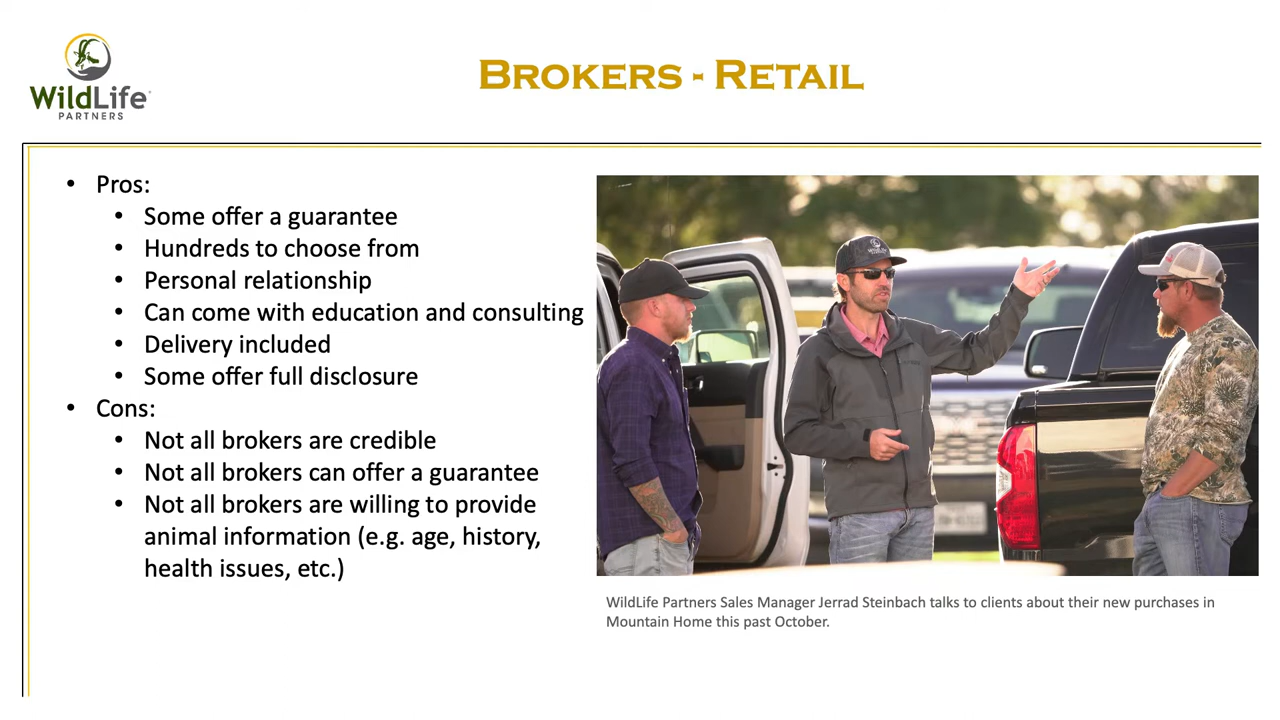 WildLife
PARTNERS
BROKERS - RETAIL
• Pros:
• Some offer a guarantee
• Hundreds to choose from
• Personal relationship
• Can come with education and consulting
• Delivery included
• Some offer full disclosure
• Cons:
• Not all brokers are credible
• Not all brokers can offer a guarantee
• Not all brokers are willing to provide
animal information (e.g. age, history,
health issues, etc.)
WildLife Partners Sales Manager Jerrad Steinbach talks to clients about their new purchases in
Mountain Home this past October.